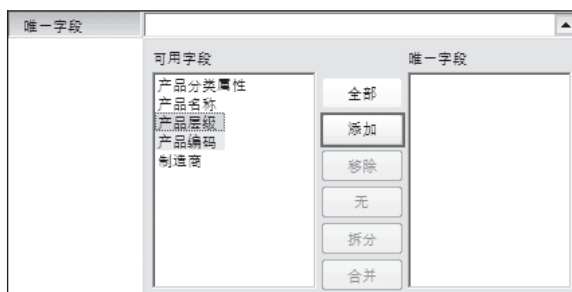 唯一字段
可用字段
唯一字段
产品分类属性
产品名称
产品层级
产品编码
制造商
全部
添加
移除
无
拆分
合并